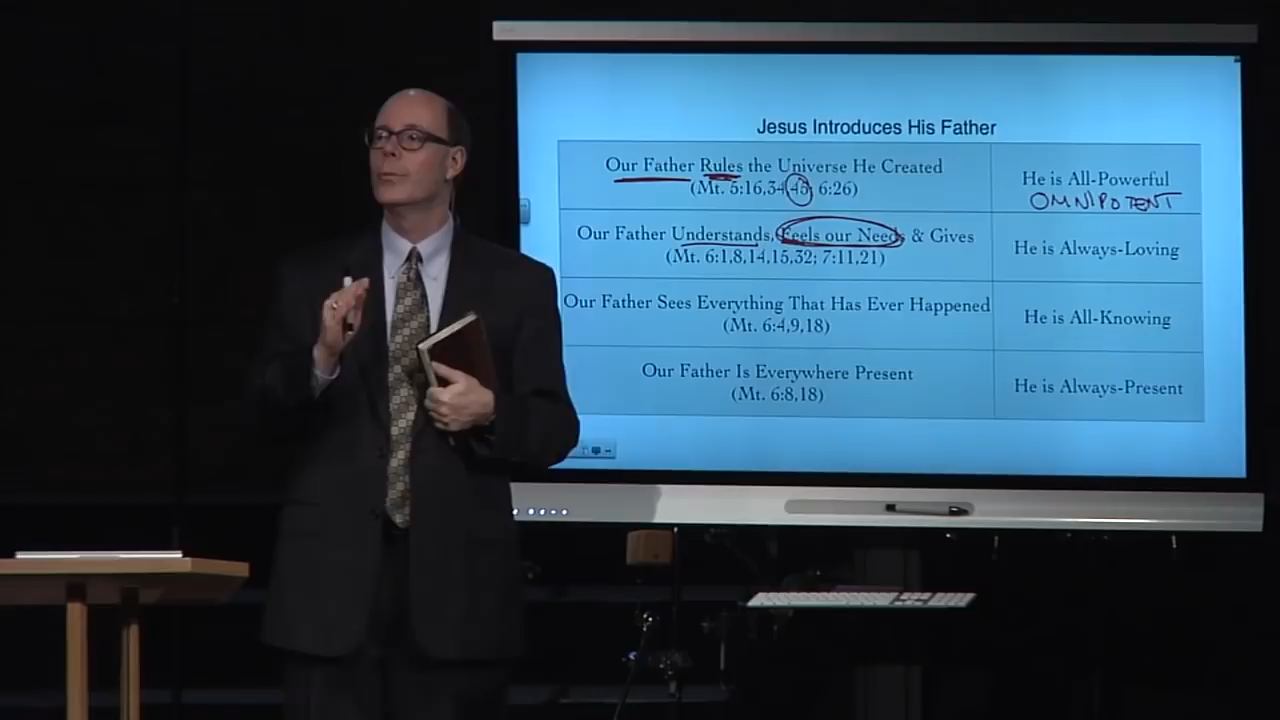 Jesus Introduces His Father
Our Father Rules the Universe He Created
(Mt. 5:16,34,45; 6:26)
He is All-Powerful
OMNIPOTENT
Our Father Understands, Feels our Needs & Gives
(Mt. 6:1,8,14,15,32; 7:11,21)
He is Always-Loving
Our Father Sees Everything That Has Ever Happened
(Mt. 6:4,9,18)
He is All-Knowing
Our Father Is Everywhere Present
(Mt. 6:8,18)
He is Always-Present